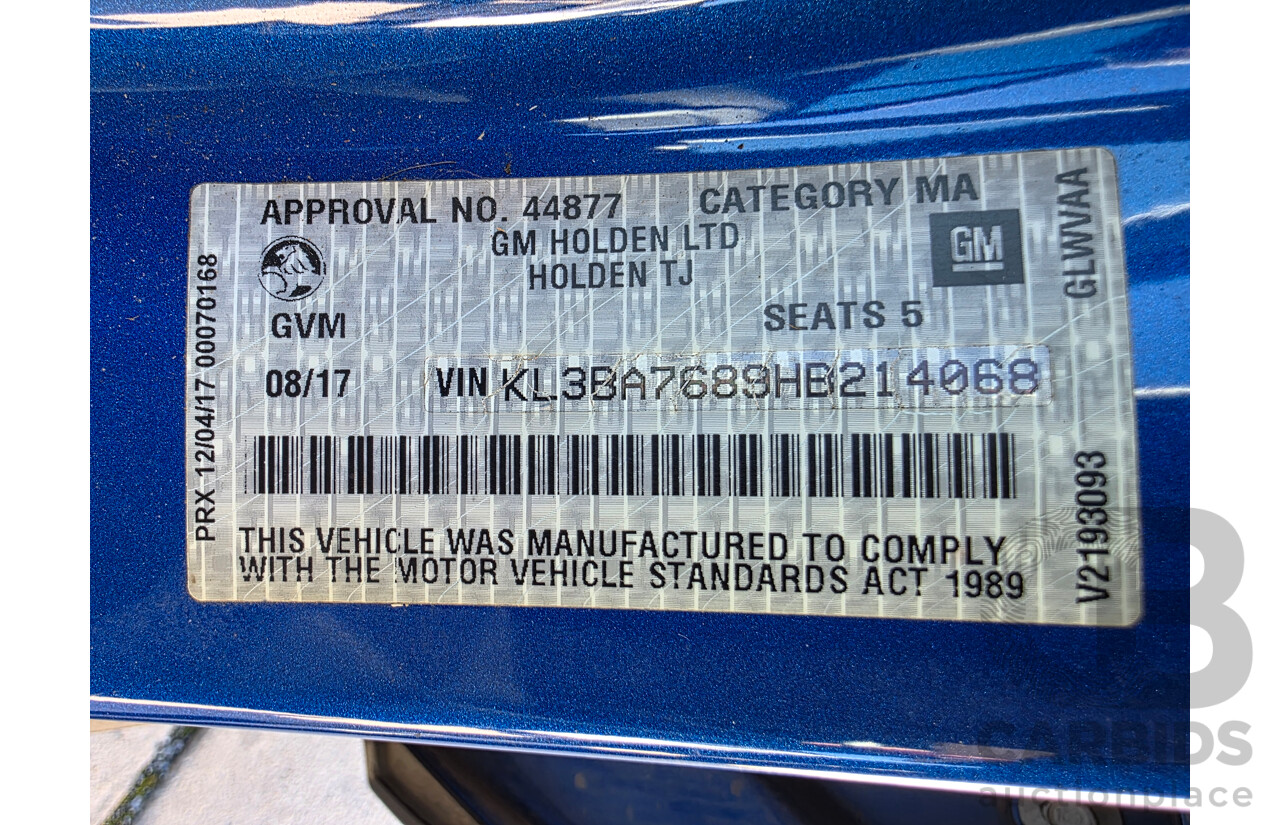 APPROVAL NO. 44877 CATEGORY MA
GM HOLDEN LTD
HOLDEN TJ
GM
GVM
SEATS 5
08/17 VIN KL3BA7689HB214068
THIS VEHICLE WAS MANUFACTURED TO COMPLY
WITH THE MOTOR VEHICLE STANDARDS ACT 1989
PRX 12/04/17 00070168
GLWVAA
V2193093
CARBIDS
auctionplace